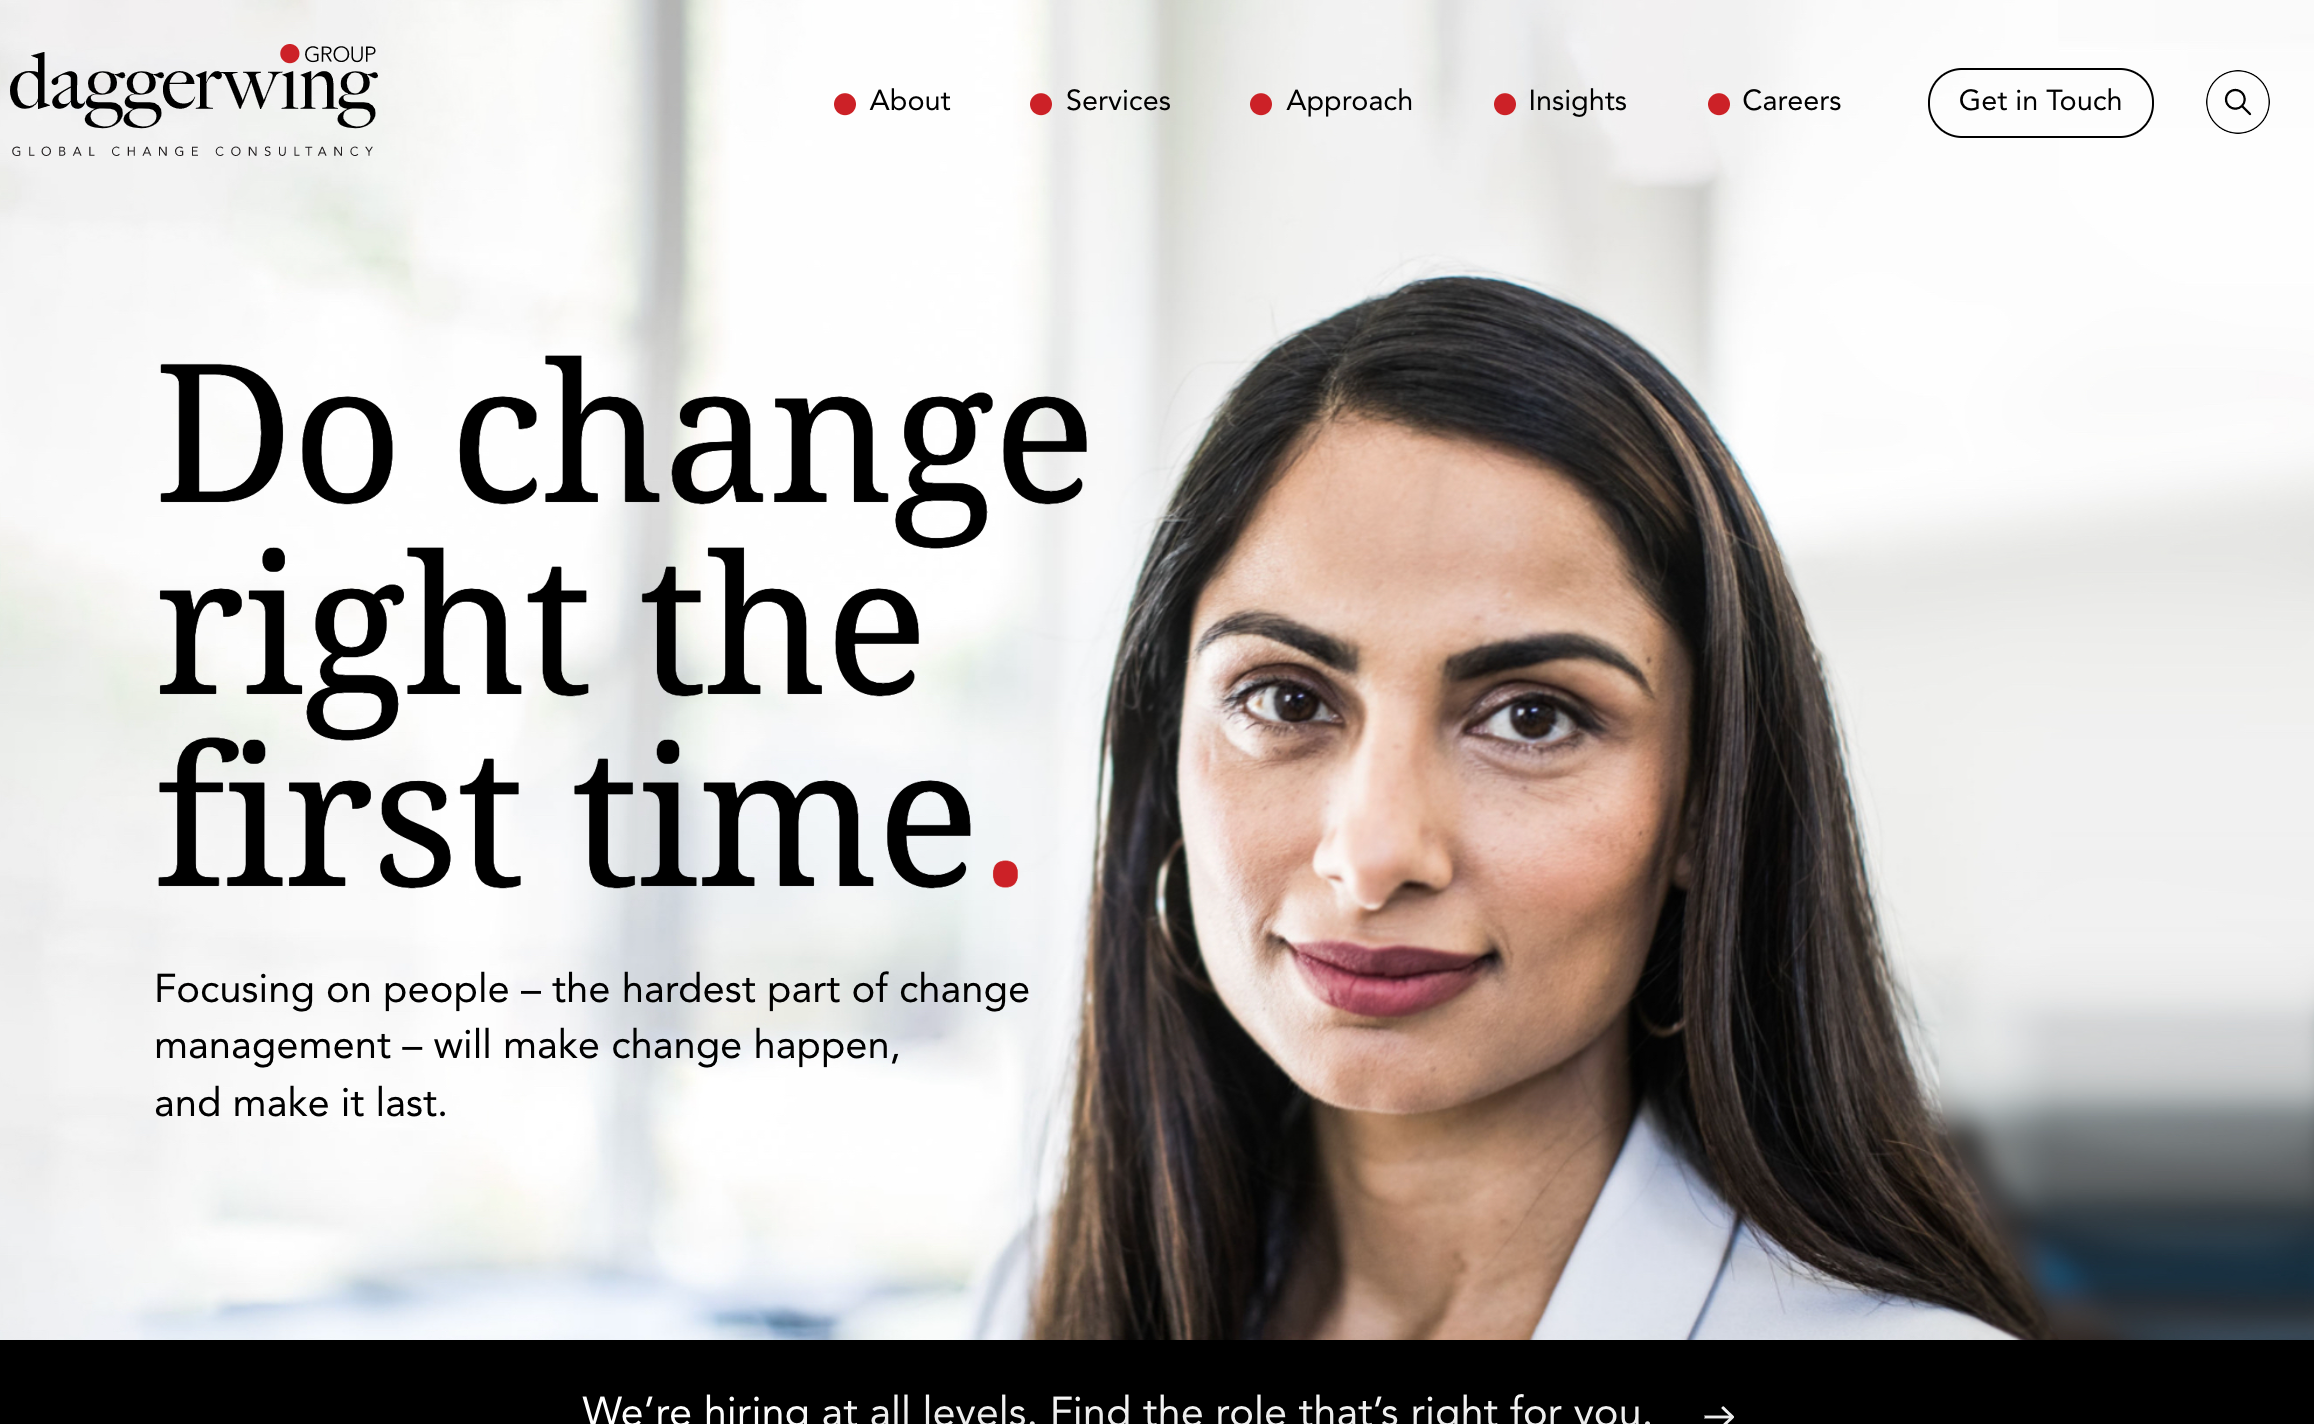 GROUP
daggerwing
GLOBAL CHANGE CONSULTANCY
About
Services
Approach
Insights
Careers
Get in Touch
Do change
right the
first time.
Focusing on people – the hardest part of change
management – will make change happen,
and make it last.
We’re hiring at all levels. Find the role that’s right for you. →